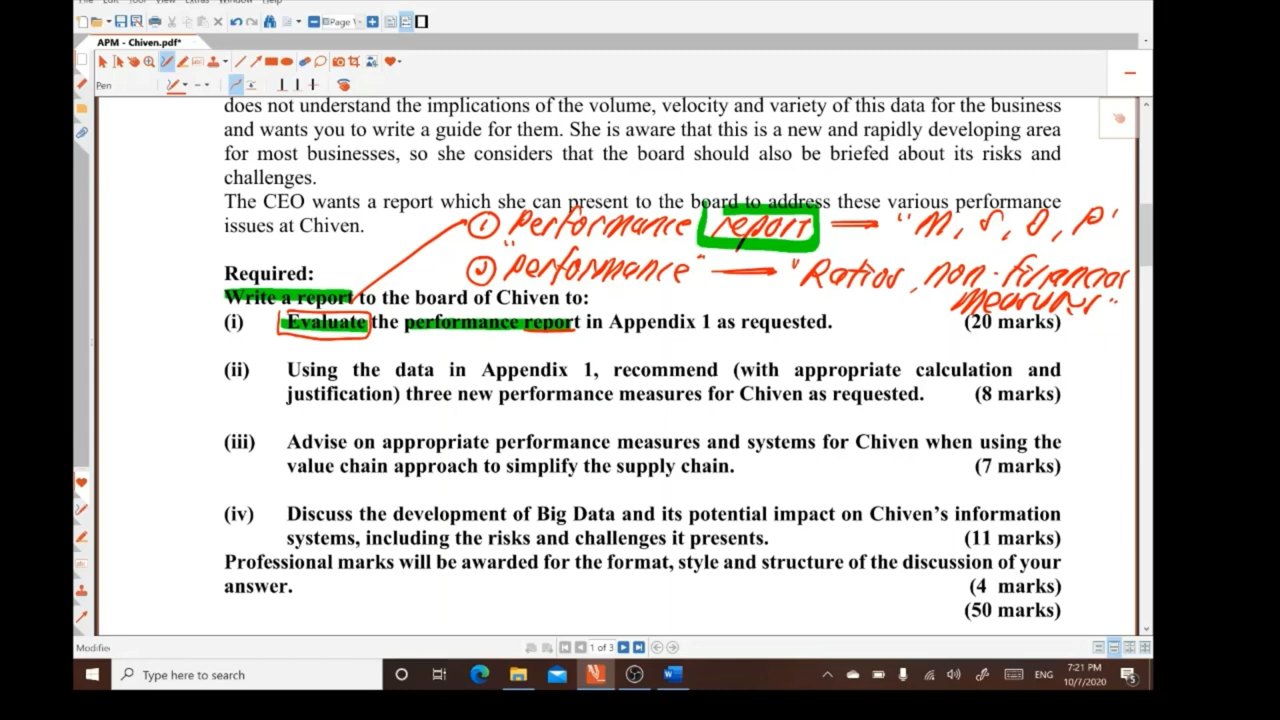 File Edit Tool View Extras Window Help
Page
APM - Chiven.pdf*
Pen
does not understand the implications of the volume, velocity and variety of this data for the business
and wants you to write a guide for them. She is aware that this is a new and rapidly developing area
for most businesses, so she considers that the board should also be briefed about its risks and
challenges.
The CEO wants a report which she can present to the board to address these various performance
issues at Chiven.
① Performance report → "M, S, D, P"
② "performance" → "Ratios, non-financial
measures"
Required:
Write a report to the board of Chiven to:
(i) Evaluate the performance report in Appendix 1 as requested. (20 marks)
(ii) Using the data in Appendix 1, recommend (with appropriate calculation and
justification) three new performance measures for Chiven as requested. (8 marks)
(iii) Advise on appropriate performance measures and systems for Chiven when using the
value chain approach to simplify the supply chain. (7 marks)
(iv) Discuss the development of Big Data and its potential impact on Chiven's information
systems, including the risks and challenges it presents. (11 marks)
Professional marks will be awarded for the format, style and structure of the discussion of your
answer. (4 marks)
(50 marks)
Modifie
1 of 3
Type here to search
ENG
7:21 PM
10/7/2020
5